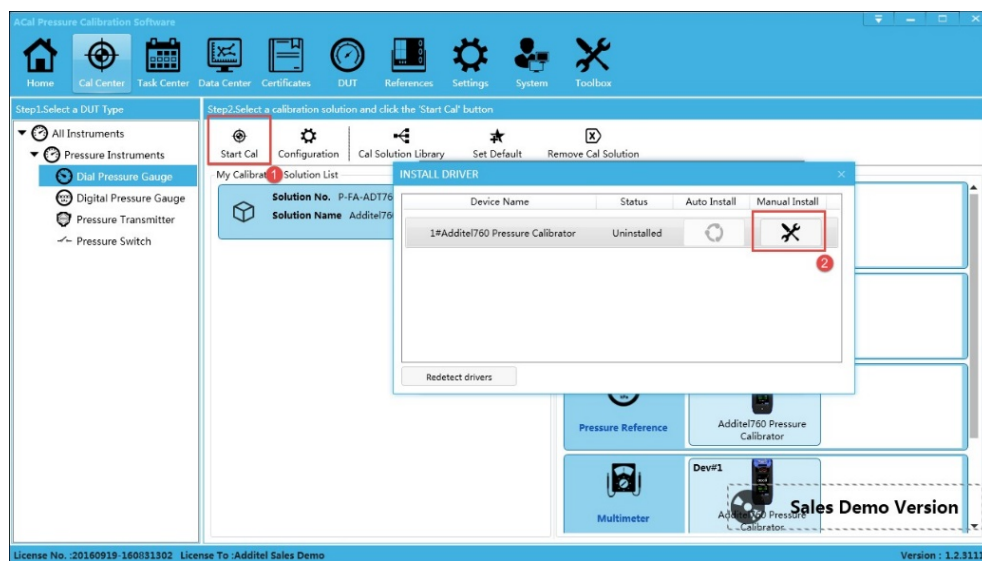 ACal Pressure Calibration Software
Home
Cal Center
Task Center
Data Center
Certificates
DUT
References
Settings
System
Toolbox
Step1.Select a DUT Type
Step2.Select a calibration solution and click the 'Start Cal' button
All Instruments
Pressure Instruments
Dial Pressure Gauge
Digital Pressure Gauge
Pressure Transmitter
Pressure Switch
Start Cal
Configuration
Cal Solution Library
Set Default
Remove Cal Solution
1
My Calibrat Solution List
Solution No. P-FA-ADT76
Solution Name Additel76
INSTALL DRIVER
Device Name Status Auto Install Manual Install
1#Additel760 Pressure Calibrator Uninstalled
2
Redetect drivers
Pressure Reference
Additel760 Pressure
Calibrator
Multimeter
Dev#1
Additel760 Pressure
Calibrator
Sales Demo Version
License No. :20160919-160831302 License To :Additel Sales Demo
Version : 1.2.3111